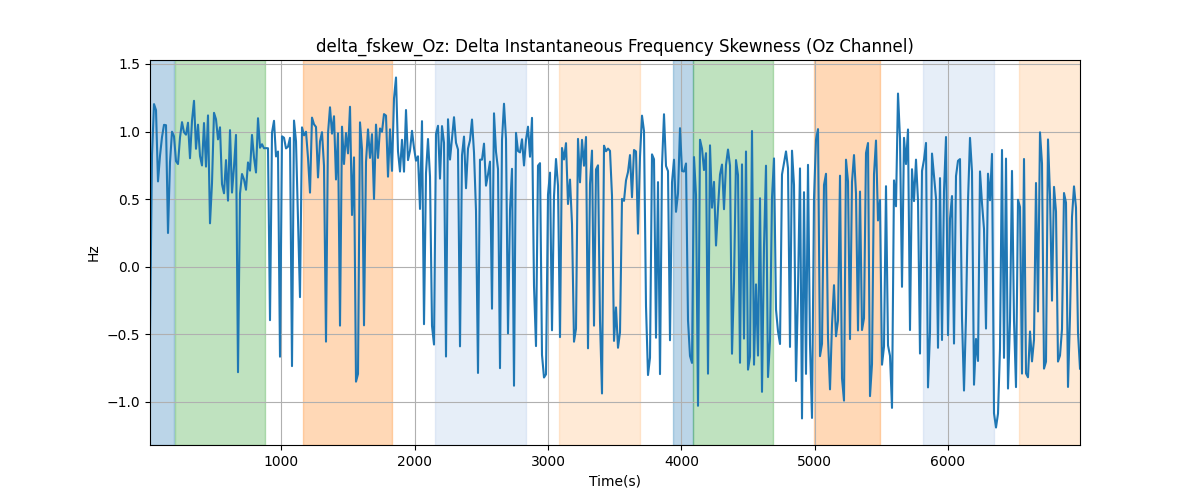 delta_fskew_Oz: Delta Instantaneous Frequency Skewness (Oz Channel)
1.5
1.0
0.5
0.0
−0.5
−1.0
Hz
1000 2000 3000 4000 5000 6000
Time(s)